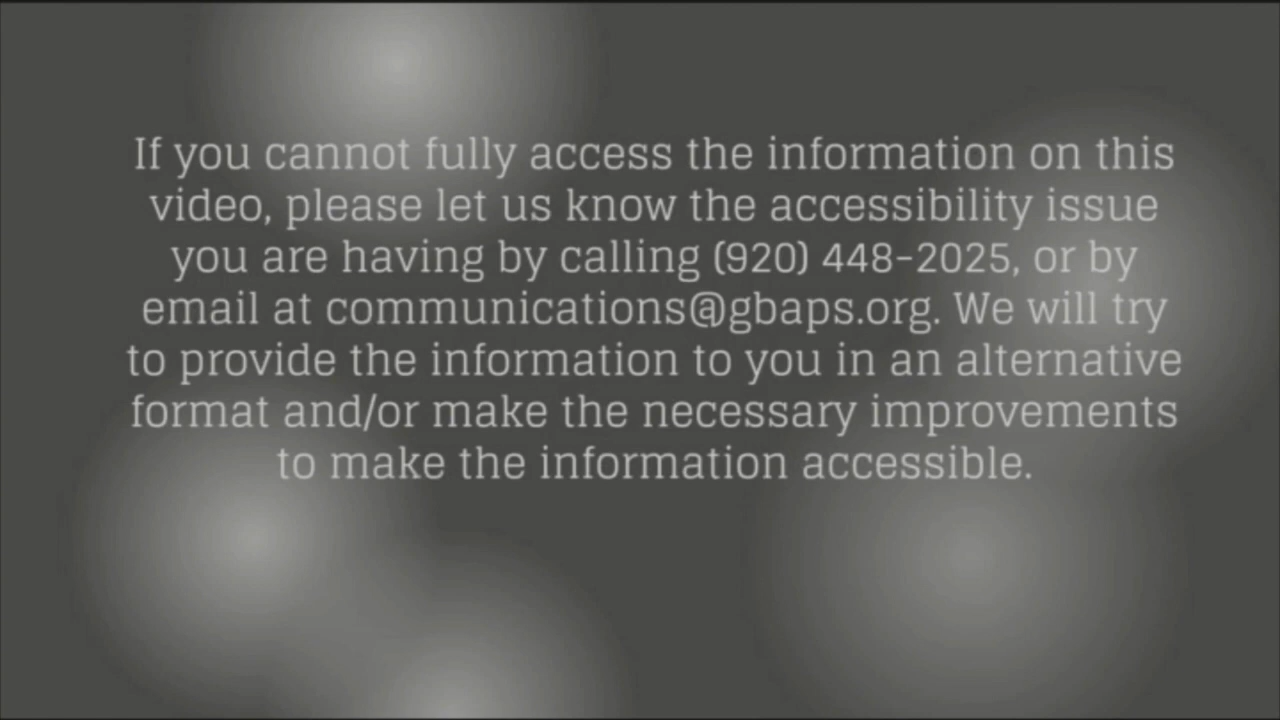 If you cannot fully access the information on this
video, please let us know the accessibility issue
you are having by calling (920) 448-2025, or by
email at communications@gbaps.org. We will try
to provide the information to you in an alternative
format and/or make the necessary improvements
to make the information accessible.